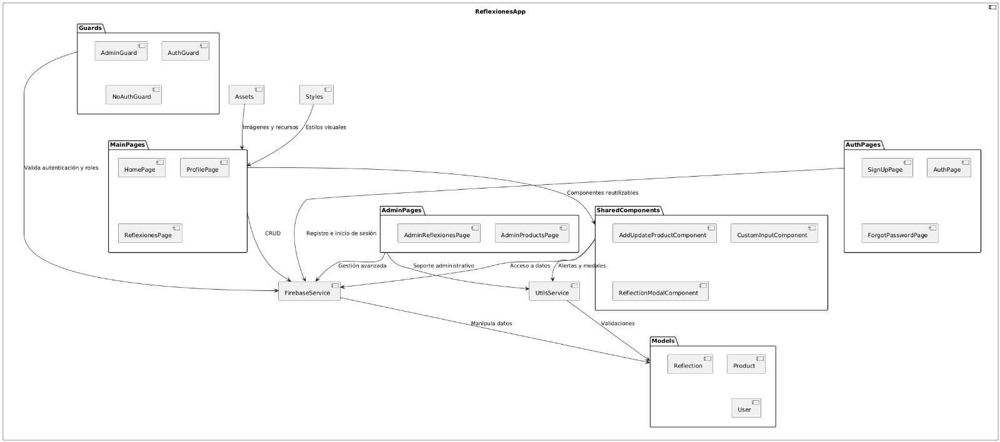 ReflexionesApp
Guards
AdminGuard
AuthGuard
NoAuthGuard
Assets
Styles
Imágenes y recursos
Estilos visuales
MainPages
HomePage
ProfilePage
ReflexionesPage
AuthPages
SignUpPage
AuthPage
ForgotPasswordPage
Valida autenticación y roles
Componentes reutilizables
AdminPages
AdminReflexionesPage
AdminProductsPage
SharedComponents
AddUpdateProductComponent
CustomInputComponent
ReflectionModalComponent
CRUD
Registro e inicio de sesión
Gestión avanzada
Soporte administrativo
Acceso a datos
Alertas y modales
FirebaseService
UtilsService
Manipula datos
Validaciones
Models
Reflection
Product
User